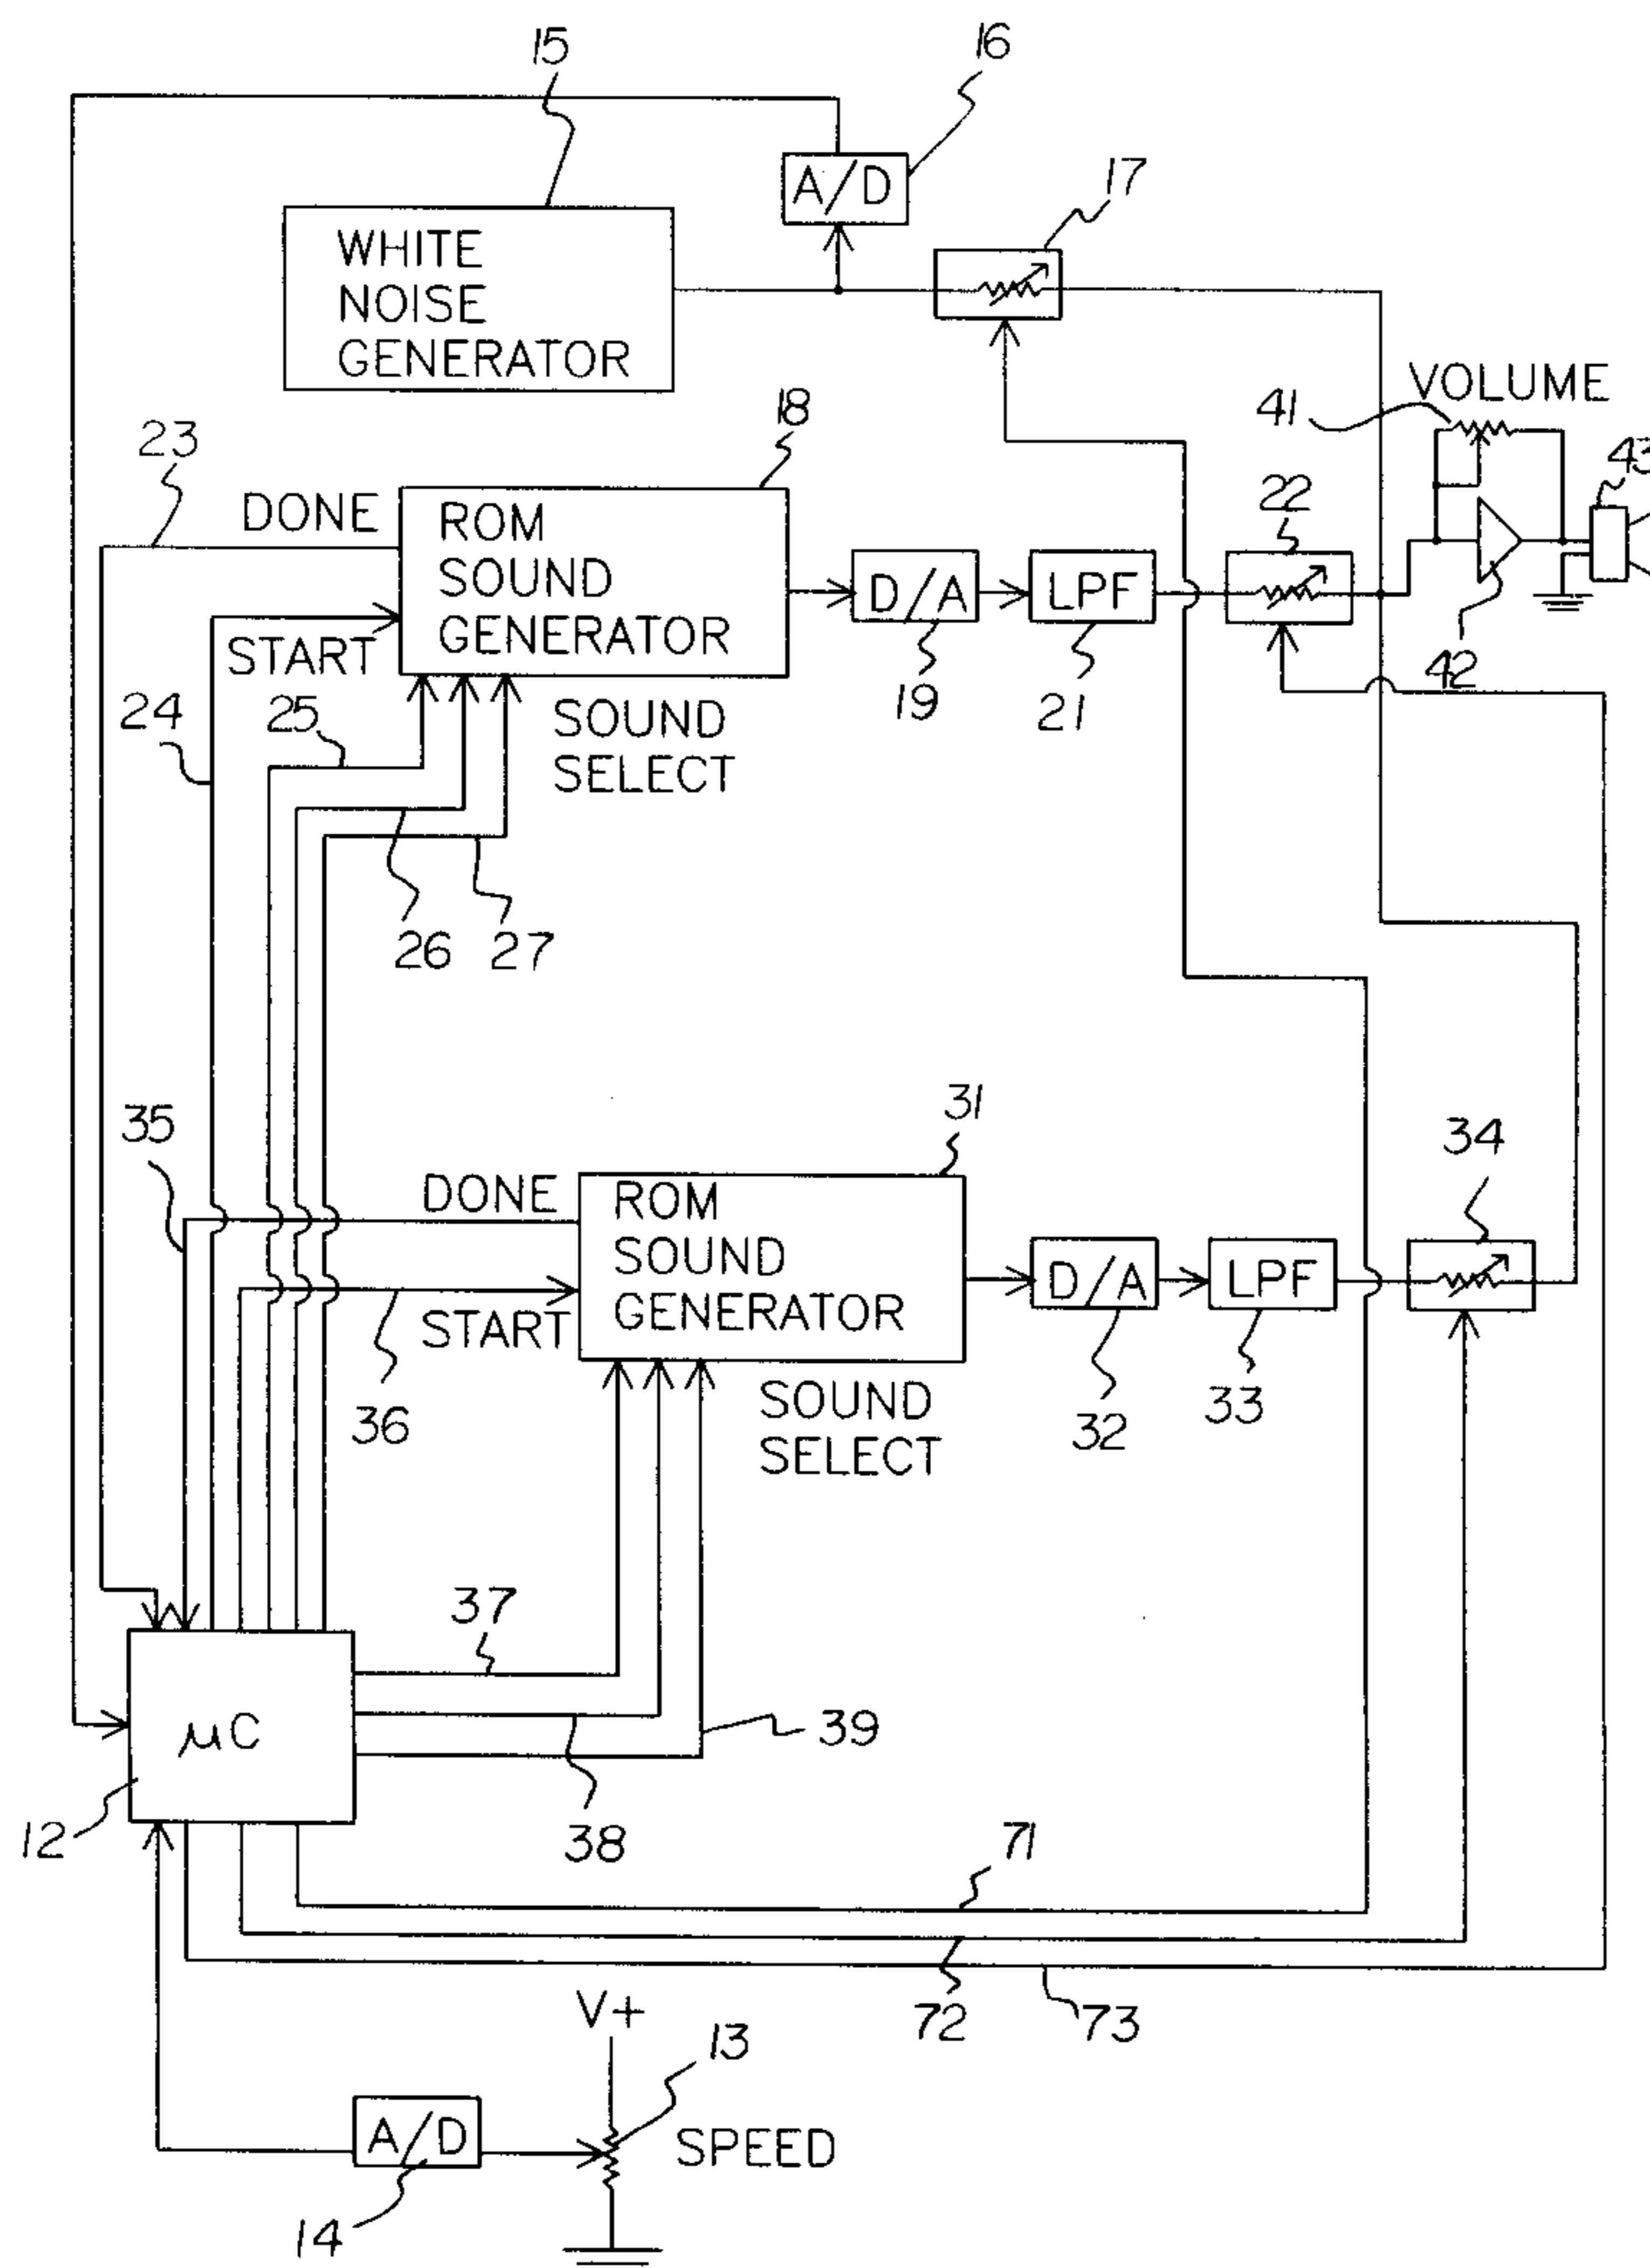 15
16
A/D
17
WHITE
NOISE
GENERATOR
VOLUME
18
41
43
23
22
DONE
ROM
SOUND
GENERATOR
D/A
LPF
START
42
19
21
24
25
SOUND
SELECT
26
27
31
35
34
DONE
ROM
SOUND
GENERATOR
D/A
LPF
START
36
SOUND
SELECT
32
33
37
μC
39
12
38
71
72
73
V+
13
A/D
SPEED
14